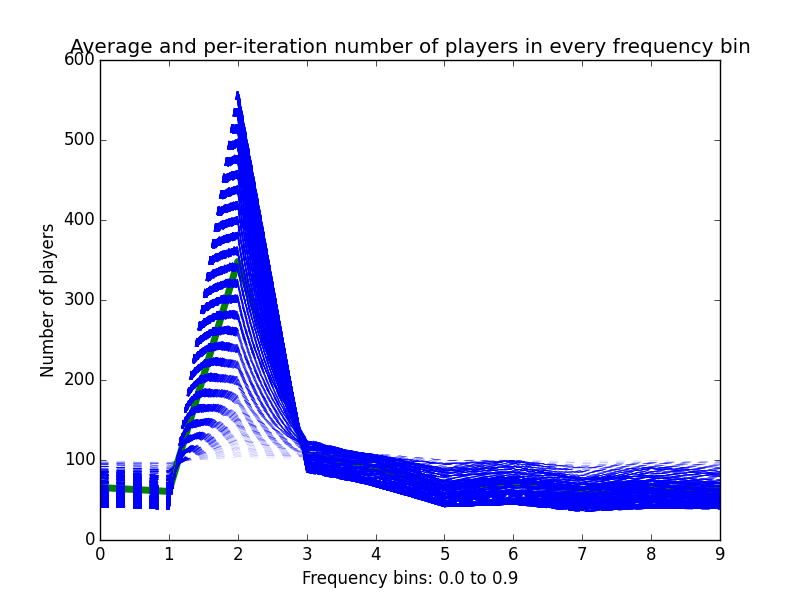 Average and per-iteration number of players in every frequency bin
600
500
400
300
200
100
0
Number of players
0 1 2 3 4 5 6 7 8 9
Frequency bins: 0.0 to 0.9